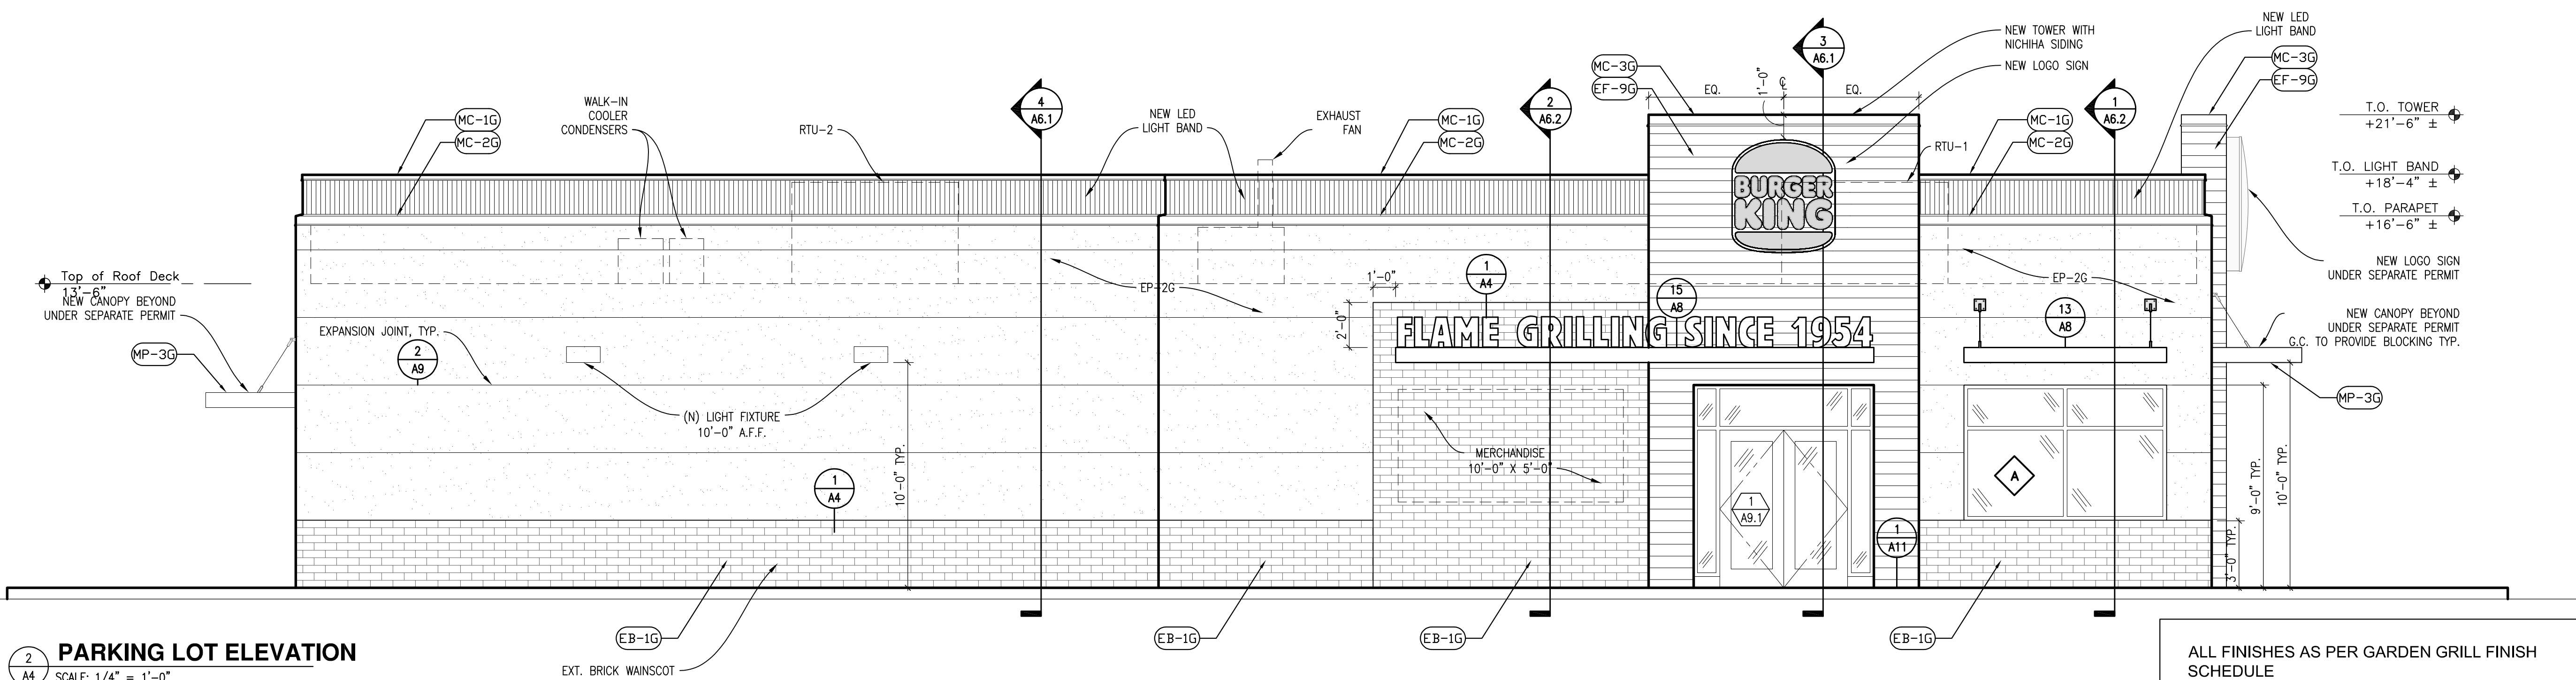 NEW LED
LIGHT BAND
MC-3G
EF-9G
NEW TOWER WITH
NICHIHA SIDING
NEW LOGO SIGN
3
A6.1
MC-3G
EF-9G
1'-0"
EQ.
EQ.
WALK-IN
COOLER
CONDENSERS
MC-1G
MC-2G
RTU-2
4
A6.1
NEW LED
LIGHT BAND
EXHAUST
FAN
MC-1G
MC-2G
2
A6.2
RTU-1
MC-1G
MC-2G
1
A6.2
T.O. TOWER
+21'-6" ±
T.O. LIGHT BAND
+18'-4" ±
T.O. PARAPET
+16'-6" ±
BURGER
KING
NEW LOGO SIGN
UNDER SEPARATE PERMIT
Top of Roof Deck
13'-6"
NEW CANOPY BEYOND
UNDER SEPARATE PERMIT
MP-3G
EXPANSION JOINT, TYP.
2
A9
EP-2G
1'-0"
2'-0"
1
A4
15
A8
EP-2G
13
A8
FLAME GRILLING SINCE 1954
NEW CANOPY BEYOND
UNDER SEPARATE PERMIT
G.C. TO PROVIDE BLOCKING TYP.
MP-3G
(N) LIGHT FIXTURE
10'-0" A.F.F.
10'-0" TYP.
1
A4
MERCHANDISE
10'-0" X 5'-0"
1
A9.1
1
A11
A
3'-0" TYP.
9'-0" TYP.
10'-0" TYP.
EB-1G
EB-1G
EB-1G
EB-1G
EXT. BRICK WAINSCOT
2
A4
PARKING LOT ELEVATION
SCALE: 1/4" = 1'-0"
ALL FINISHES AS PER GARDEN GRILL FINISH
SCHEDULE